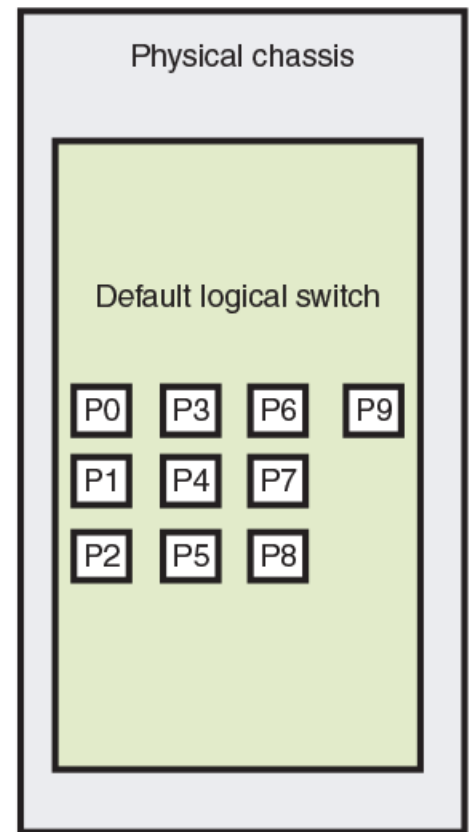 Physical chassis
Default logical switch
P0 P3 P6 P9
P1 P4 P7
P2 P5 P8